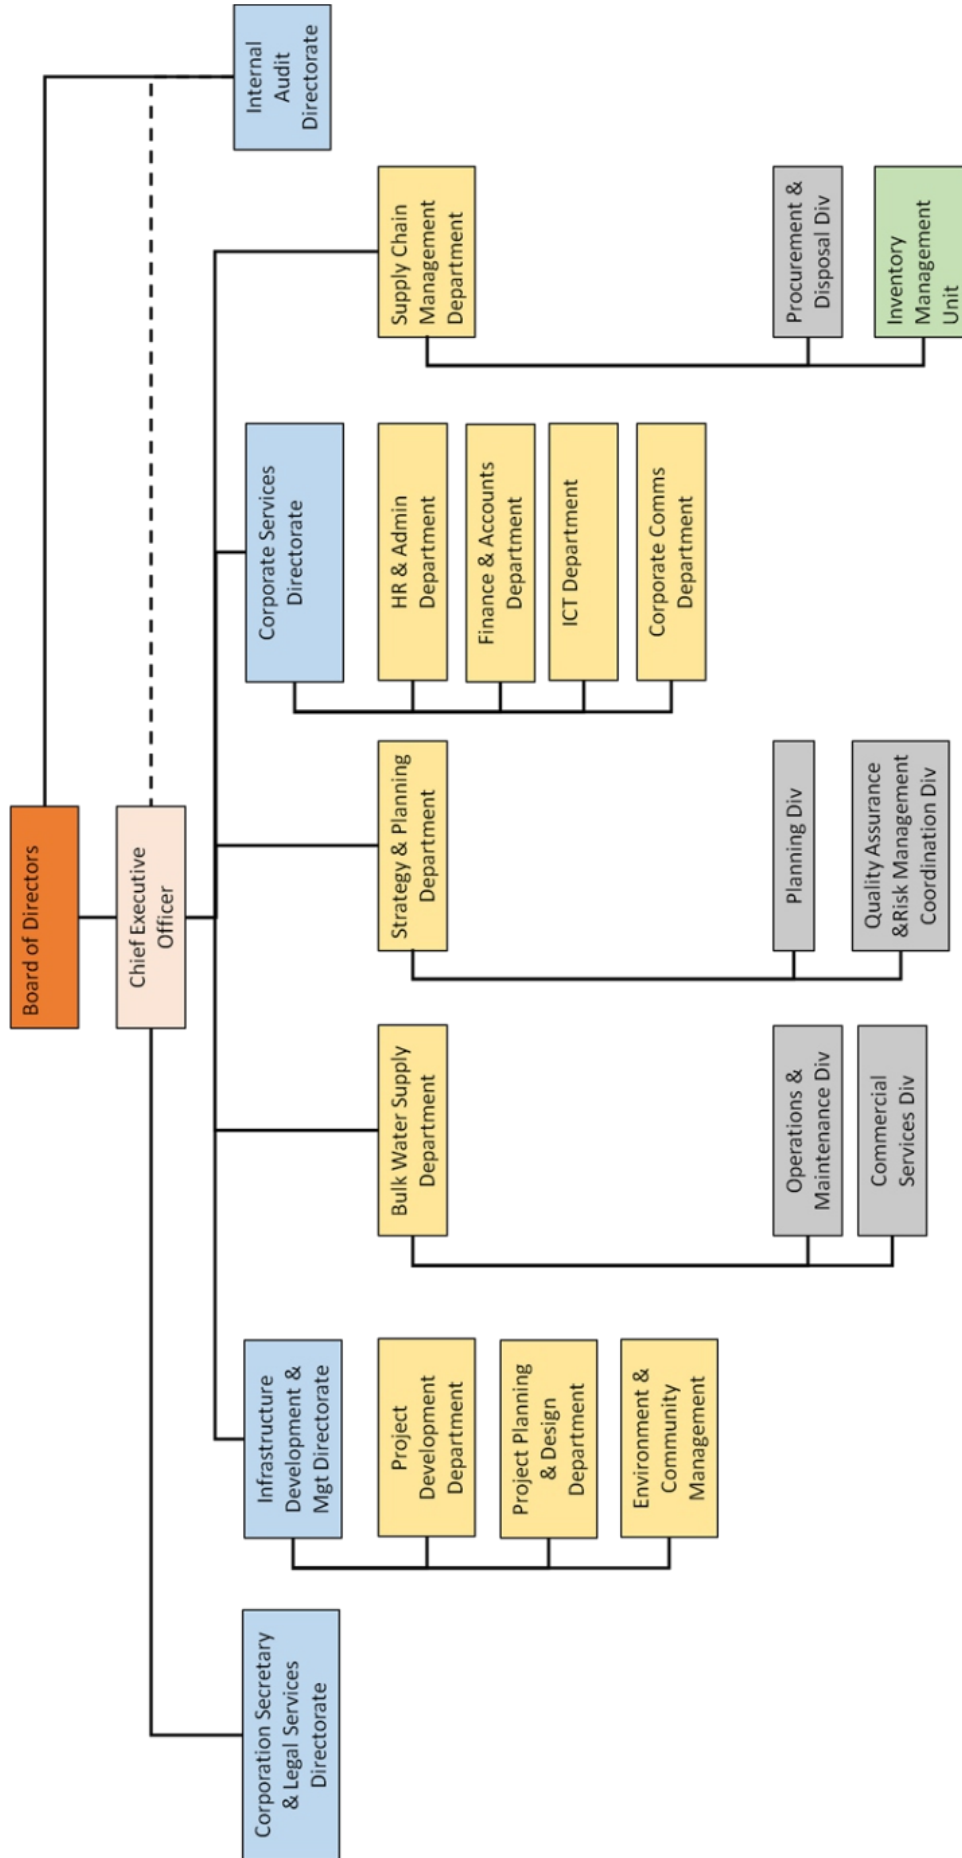 Board of Directors
Chief Executive
Officer
Internal
Audit
Directorate
Corporation Secretary
& Legal Services
Directorate
Infrastructure
Development &
Mgt Directorate
Project
Development
Department
Project Planning
& Design
Department
Environment &
Community
Management
Bulk Water Supply
Department
Operations &
Maintenance Div
Commercial
Services Div
Strategy & Planning
Department
Planning Div
Quality Assurance
&Risk Management
Coordination Div
Corporate Services
Directorate
HR & Admin
Department
Finance & Accounts
Department
ICT Department
Corporate Comms
Department
Supply Chain
Management
Department
Procurement &
Disposal Div
Inventory
Management
Unit